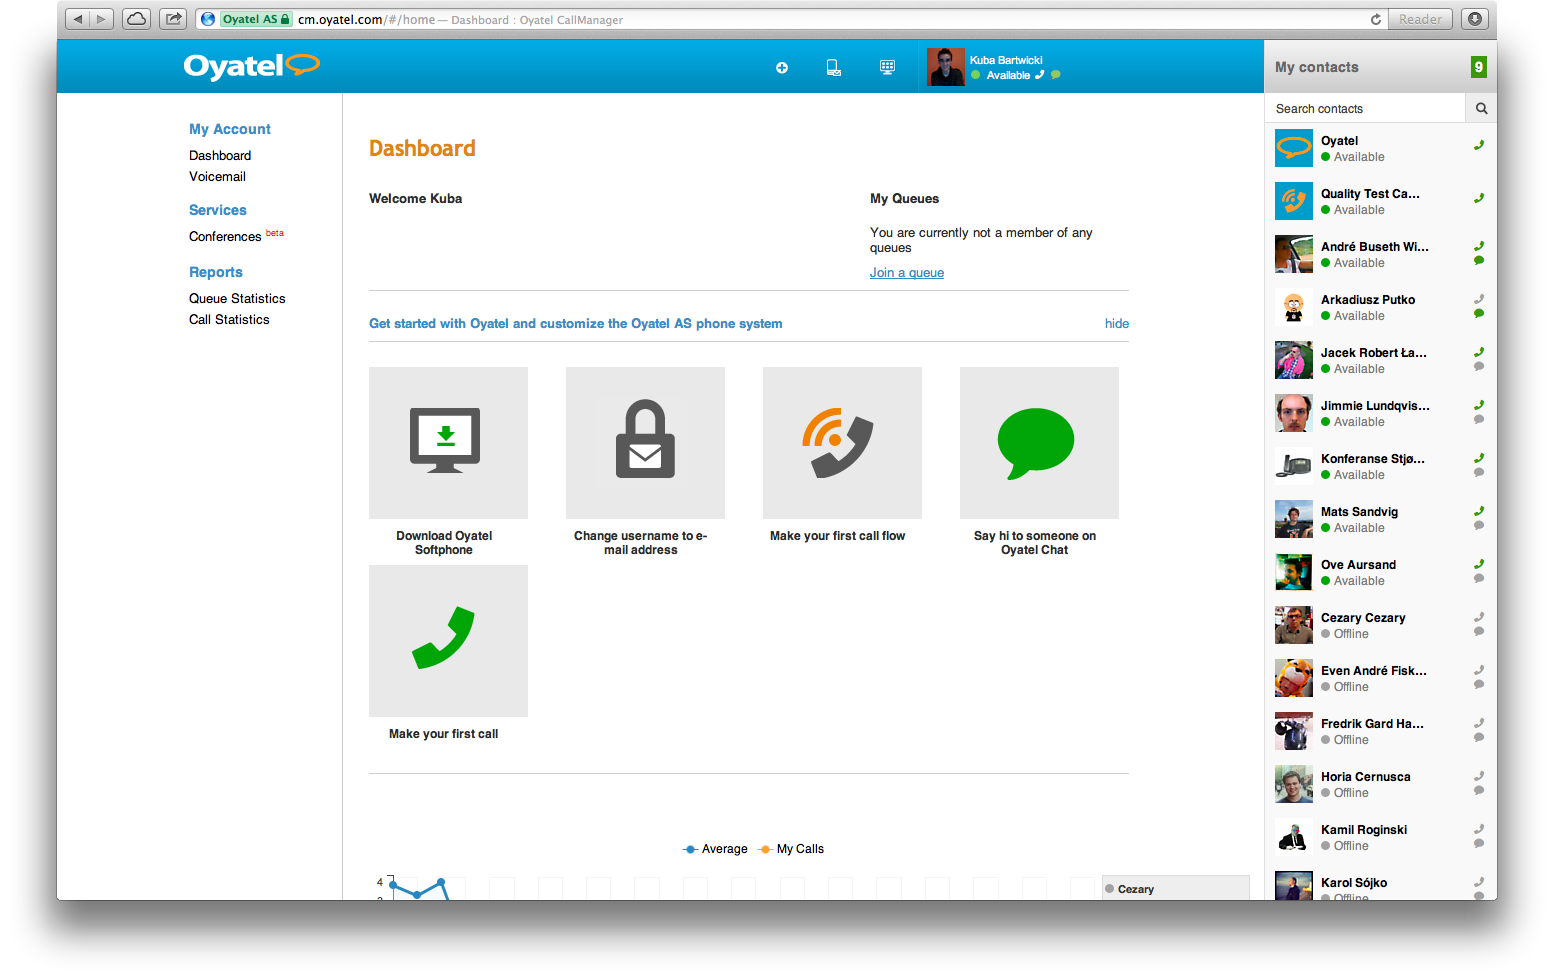 Oyatel AS
cm.oyatel.com/#/home — Dashboard : Oyatel CallManager
Reader
Oyatel
Kuba Bartwicki
Available
My contacts
9
Search contacts
My Account
Dashboard
Voicemail
Services
Conferences beta
Reports
Queue Statistics
Call Statistics
Dashboard
Welcome Kuba
My Queues
You are currently not a member of any
queues
Join a queue
Get started with Oyatel and customize the Oyatel AS phone system
hide
Download Oyatel
Softphone
Change username to e-
mail address
Make your first call flow
Say hi to someone on
Oyatel Chat
Make your first call
Average
My Calls
4
Cezary
Oyatel
Available
Quality Test Ca...
Available
André Buseth Wi...
Available
Arkadiusz Putko
Available
Jacek Robert Ła...
Available
Jimmie Lundqvis...
Available
Konferanse Stjø...
Available
Mats Sandvig
Available
Ove Aursand
Available
Cezary Cezary
Offline
Even André Fisk...
Offline
Fredrik Gard Ha...
Offline
Horia Cernusca
Offline
Kamil Roginski
Offline
Karol Sójko
Offline